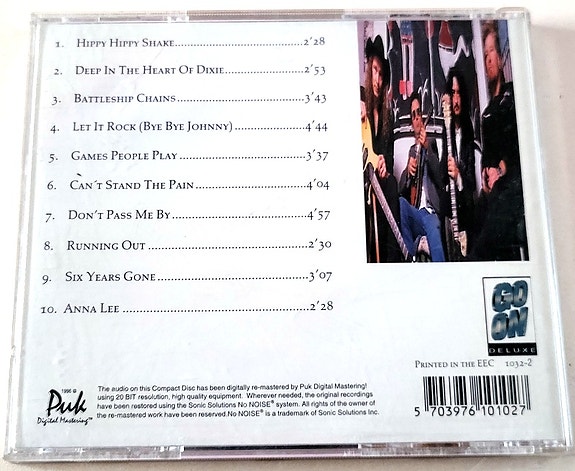 1. Hippy Hippy Shake..............................2'28
2. Deep In The Heart Of Dixie....................2'53
3. Battleship Chains..............................3'43
4. Let It Rock (Bye Bye Johnny)..................4'44
5. Games People Play..............................3'37
6. Can´t Stand The Pain...........................4'04
7. Don't Pass Me By...............................4'57
8. Running Out....................................2'30
9. Six Years Gone.................................3'07
10. Anna Lee......................................2'28
GO
ON
DELUXE
Printed in the EEC 1032-2
1996 ©
Puk
Digital Mastering™
The audio on this Compact Disc has been digitally re-mastered by Puk Digital Mastering!
using 20 BIT resolution, high quality equipment. Wherever needed, the original recordings
have been restored using the Sonic Solutions No NOISE® system. All rights of the owner of
the re-mastered work have been reserved.No NOISE® is a trademark of Sonic Solutions Inc.
5 703976 101027